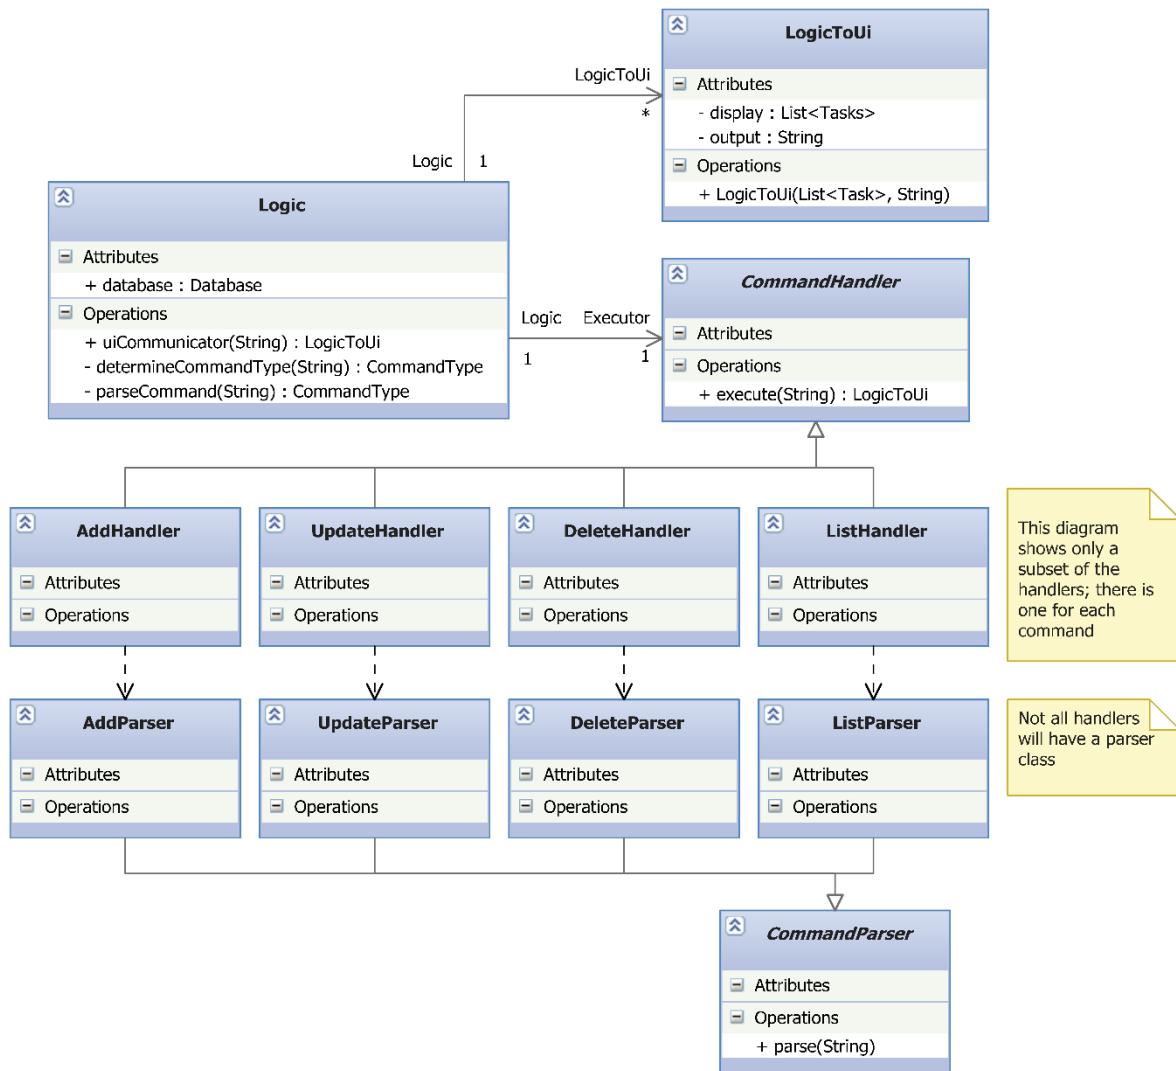 LogicToUi
Attributes
- display : List<Tasks>
- output : String
Operations
+ LogicToUi(List<Task>, String)
LogicToUi
*
Logic 1
Logic
Attributes
+ database : Database
Operations
+ uiCommunicator(String) : LogicToUi
- determineCommandType(String) : CommandType
- parseCommand(String) : CommandType
Logic Executor
1 1
CommandHandler
Attributes
Operations
+ execute(String) : LogicToUi
AddHandler
Attributes
Operations
UpdateHandler
Attributes
Operations
DeleteHandler
Attributes
Operations
ListHandler
Attributes
Operations
This diagram
shows only a
subset of the
handlers; there is
one for each
command
AddParser
Attributes
Operations
UpdateParser
Attributes
Operations
DeleteParser
Attributes
Operations
ListParser
Attributes
Operations
Not all handlers
will have a parser
class
CommandParser
Attributes
Operations
+ parse(String)